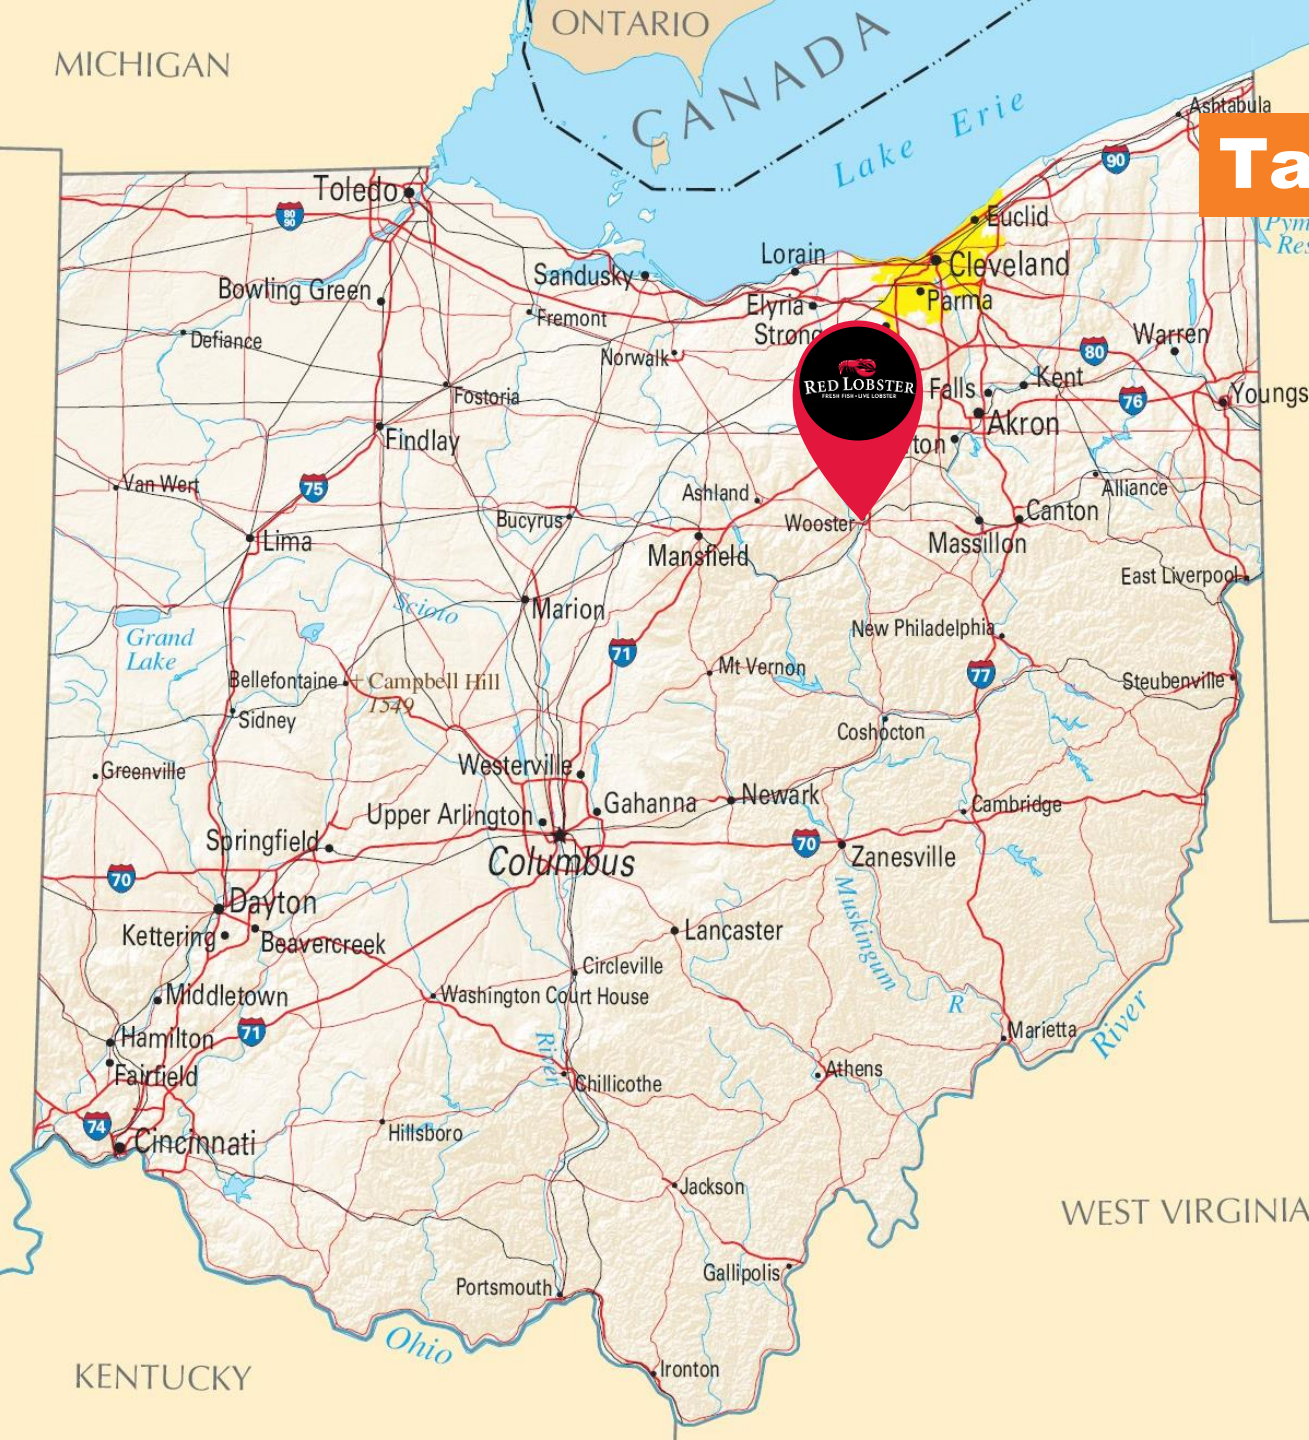 ONTARIO
MICHIGAN
CANADA
Lake Erie
Ashtabula
90
Ta
Toledo
80
90
Euclid
Pym
Res
Lorain
Cleveland
Sandusky
Bowling Green
Elyria
Parma
Fremont
Strong
Defiance
Warren
Norwalk
80
RED LOBSTER
FRESH FISH • LIVE LOBSTER
Falls
Kent
Fostoria
76
Youngs
Akron
Findlay
ton
Van Wert
75
Ashland
Alliance
Bucyrus
Wooster
Canton
Lima
Mansfield
Massillon
East Liverpool
Scioto
Marion
Grand
Lake
New Philadelphia
71
Mt Vernon
77
Bellefontaine
Campbell Hill
1549
Steubenville
Sidney
Coshocton
Greenville
Westerville
Newark
Gahanna
Cambridge
Upper Arlington
Springfield
Columbus
70
Zanesville
70
Dayton
Muskingum
Kettering
Beavercreek
Lancaster
Circleville
Middletown
Washington Court House
R
River
71
Hamilton
Marietta
River
Fairfield
Athens
Chillicothe
74
Cincinnati
Hillsboro
Jackson
WEST VIRGINIA
Gallipolis
Portsmouth
Ohio
Ironton
KENTUCKY